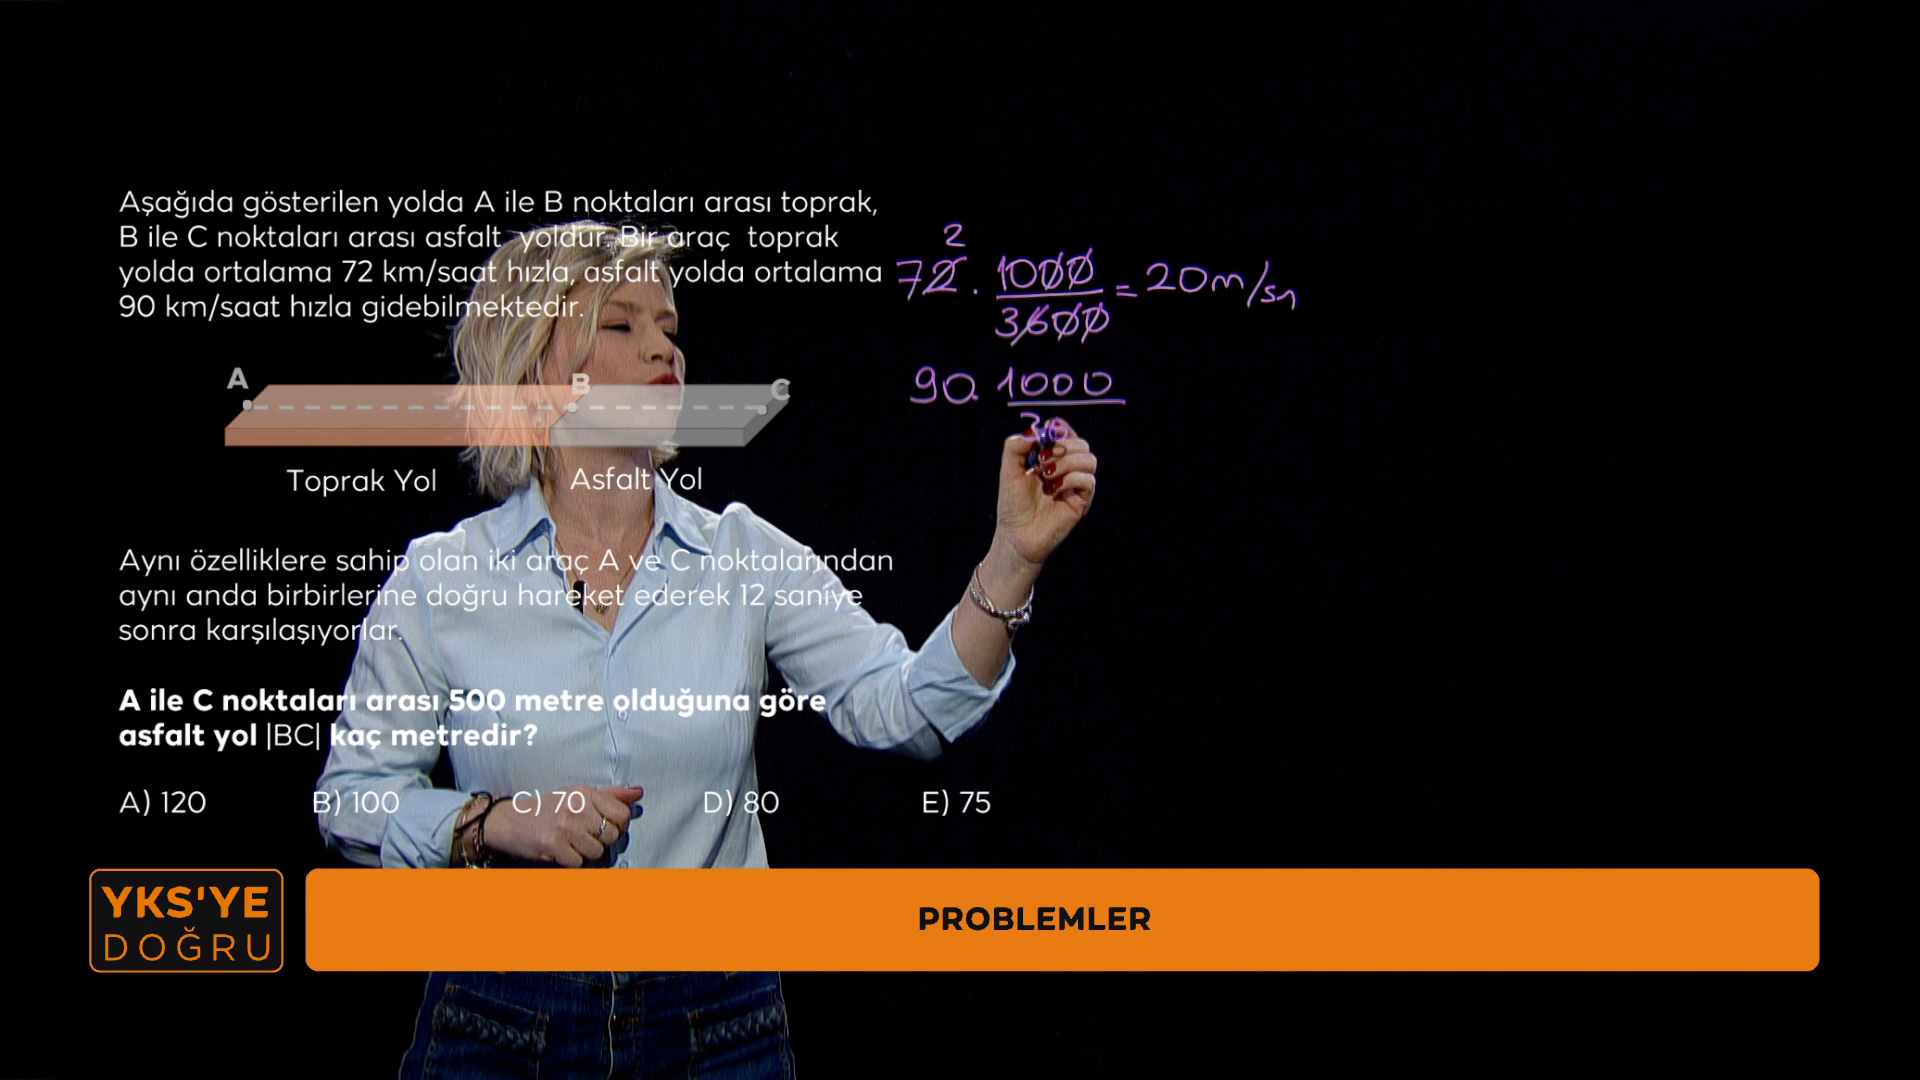 Aşağıda gösterilen yolda A ile B noktaları arası toprak,
B ile C noktaları arası asfalt yoldur. Bir araç toprak
yolda ortalama 72 km/saat hızla, asfalt yolda ortalama
90 km/saat hızla gidebilmektedir.
2
72 . 1000/3600 = 20m/sn
90 1000
A
B
C
Toprak Yol
Asfalt Yol
Aynı özelliklere sahip olan iki araç A ve C noktalarından
aynı anda birbirlerine doğru hareket ederek 12 saniye
sonra karşılaşıyorlar.
A ile C noktaları arası 500 metre olduğuna göre
asfalt yol |BC| kaç metredir?
A) 120 B) 100 C) 70 D) 80 E) 75
YKS'YE
DOĞRU
PROBLEMLER